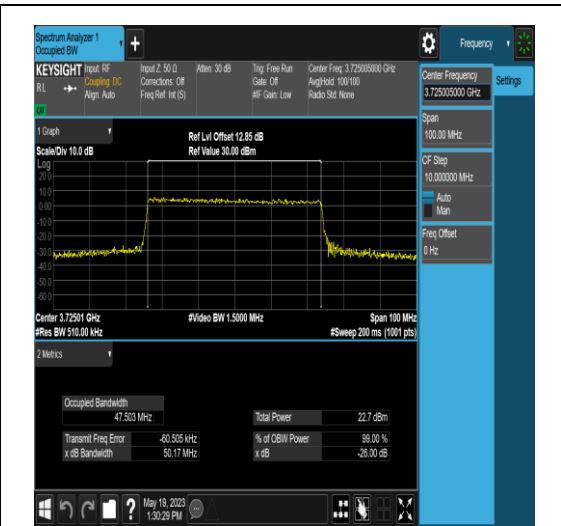 Spectrum Analyzer 1
Occupied BW
+
Frequency
KEYSIGHT Input: RF
Coupling: DC
Align: Auto
RL
Input Z: 50 Ω
Corrections: Off
Freq Ref: Int (S)
Atten: 30 dB
Trig: Free Run
Gate: Off
#IF Gain: Low
Center Freq: 3.725005000 GHz
Avg|Hold: 100/100
Radio Std: None
Center Frequency
3.725005000 GHz
Settings
Span
100.00 MHz
CF Step
10.000000 MHz
Auto
Man
Freq Offset
0 Hz
1 Graph
Scale/Div 10.0 dB
Ref Lvl Offset 12.85 dB
Ref Value 30.00 dBm
Log
20.0
10.0
0.00
-10.0
-20.0
-30.0
-40.0
-50.0
-60.0
Center 3.72501 GHz
#Res BW 510.00 kHz
#Video BW 1.5000 MHz
Span 100 MHz
#Sweep 200 ms (1001 pts)
2 Metrics
Occupied Bandwidth
47.503 MHz
Total Power 22.7 dBm
Transmit Freq Error -60.505 kHz
% of OBW Power 99.00 %
x dB Bandwidth 50.17 MHz
x dB -26.00 dB
?
May 19, 2023
1:30:29 PM